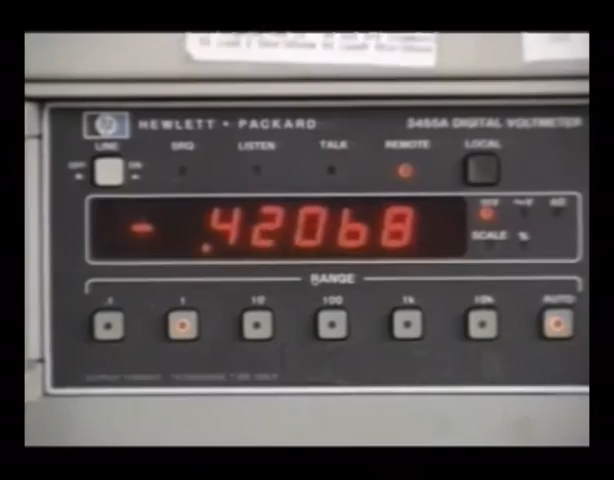 hp HEWLETT • PACKARD 3455A DIGITAL VOLTMETER
LINE SRQ LISTEN TALK REMOTE LOCAL
OFF ON
- .42068
SCALE %
RANGE
.1 1 10 100 1k 10k AUTO